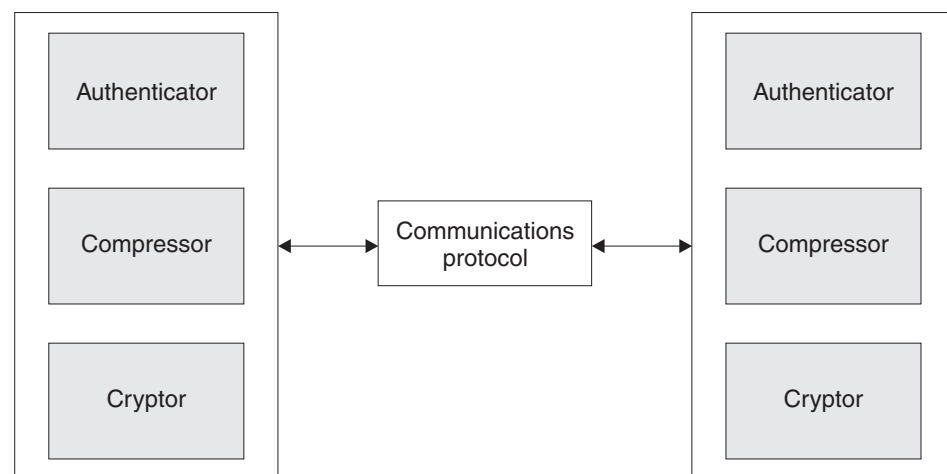 Authenticator
Compressor
Cryptor
Communications
protocol
Authenticator
Compressor
Cryptor